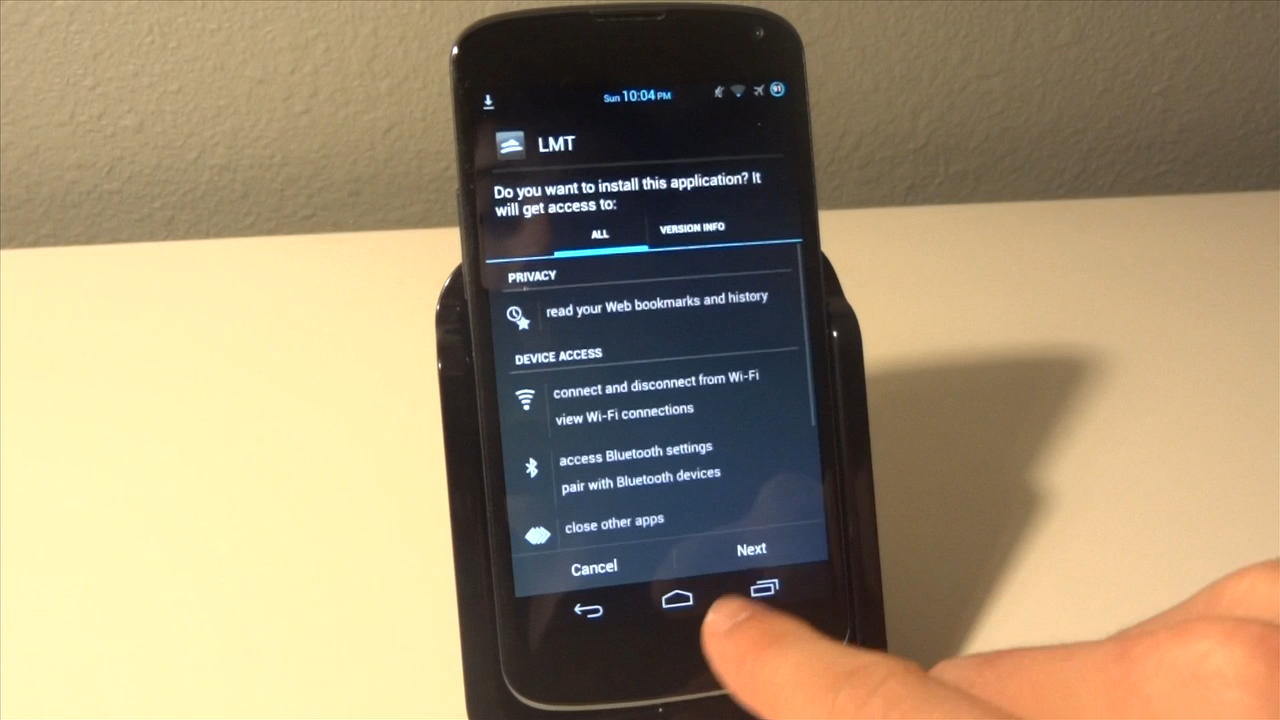 Sun 10:04 PM
91
LMT
Do you want to install this application? It
will get access to:
ALL
VERSION INFO
PRIVACY
read your Web bookmarks and history
DEVICE ACCESS
connect and disconnect from Wi-Fi
view Wi-Fi connections
access Bluetooth settings
pair with Bluetooth devices
close other apps
Cancel
Next